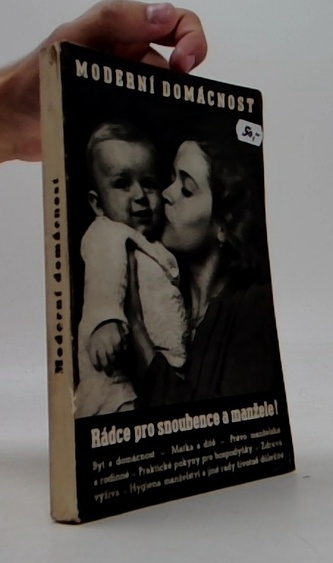 MODERNÍ DOMÁCNOST
50,-
Moderní domácnost
Rádce pro snoubence a manžele!
Byt a domácnost - Matka a dítě - Právo manželské
a rodinné - Praktické pokyny pro hospodyňky - Zdravá
výživa - Hygiena manželství a jiné rady životně důležité